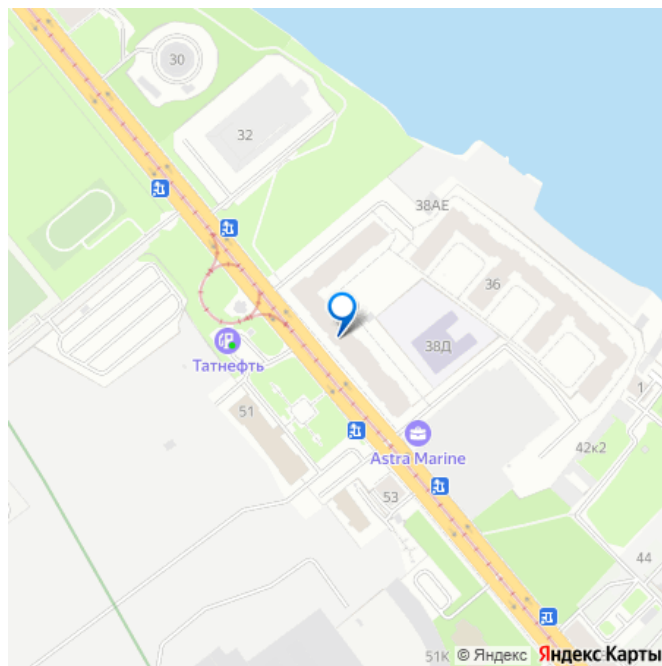 30
32
38АЕ
36
38Д
Татнефть
51
1
Astra Marine
42к2
53
44
51К
© Яндекс
Яндекс Карты